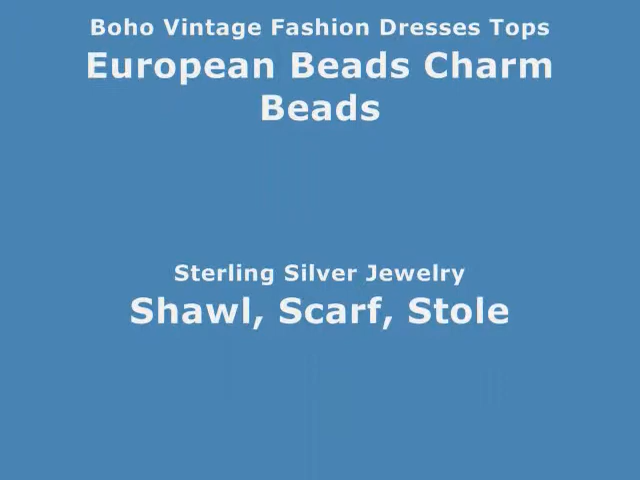 Boho Vintage Fashion Dresses Tops
European Beads Charm
Beads
Sterling Silver Jewelry
Shawl, Scarf, Stole